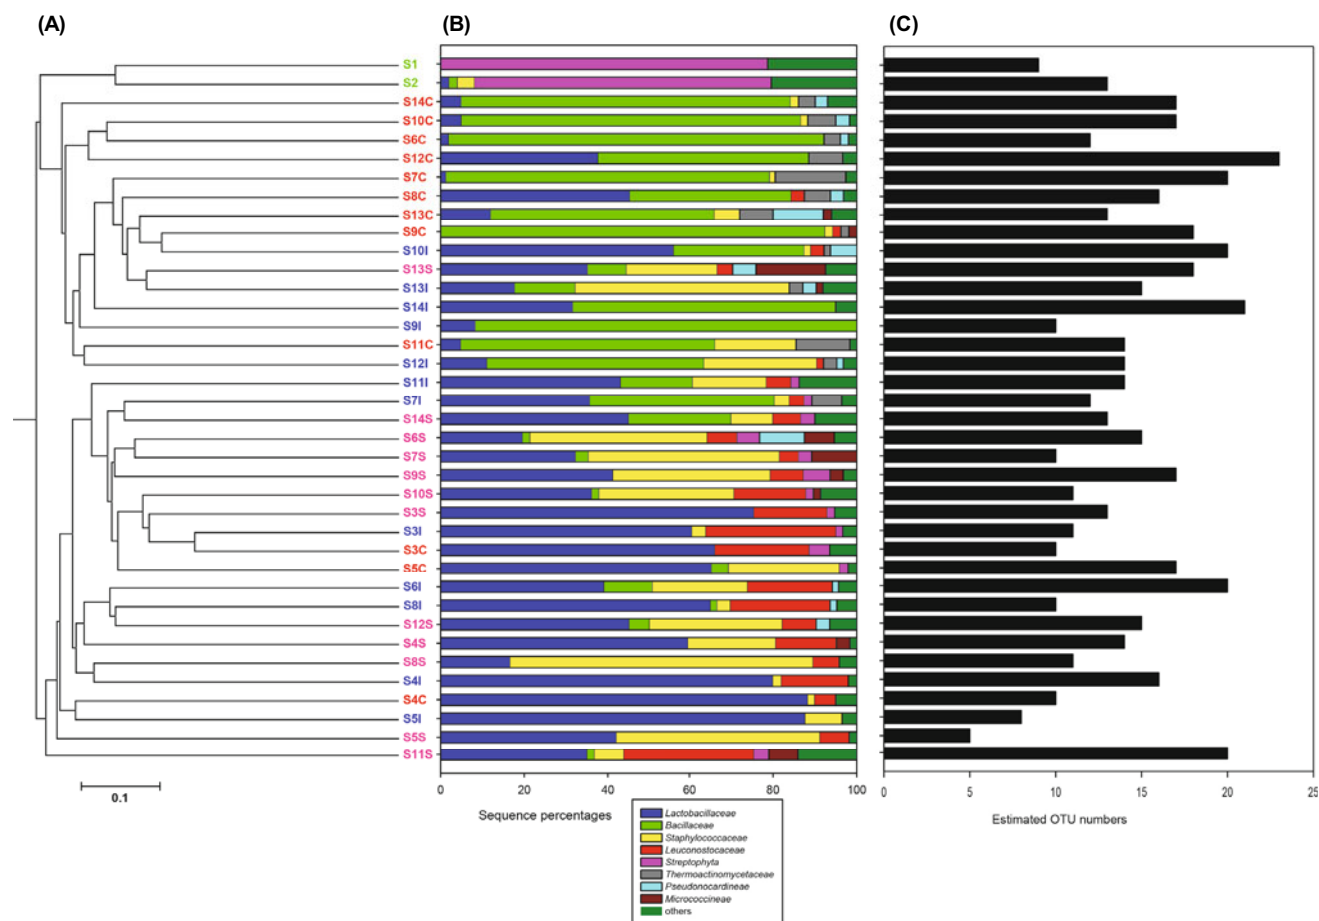 (A) (B) (C)
S1
S2
S14C
S10C
S6C
S12C
S7C
S8C
S13C
S9C
S10I
S13S
S13I
S14I
S9I
S11C
S12I
S11I
S7I
S14S
S6S
S7S
S9S
S10S
S3S
S3I
S3C
S5C
S6I
S8I
S12S
S4S
S8S
S4I
S4C
S5I
S5S
S11S
0 20 40 60 80 100
0 5 10 15 20 25
0.1
Sequence percentages
Estimated OTU numbers
Lactobacillaceae
Bacillaceae
Staphylococcaceae
Leuconostocaceae
Streptophyta
Thermoactinomycetaceae
Pseudonocardineae
Micrococcineae
others